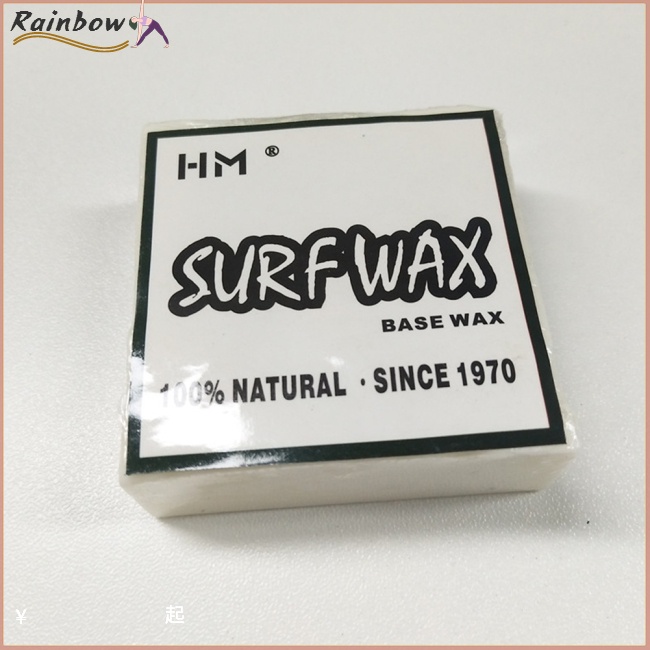 Rainbow
HM ®
SURF WAX
BASE WAX
100% NATURAL · SINCE 1970
¥ 起